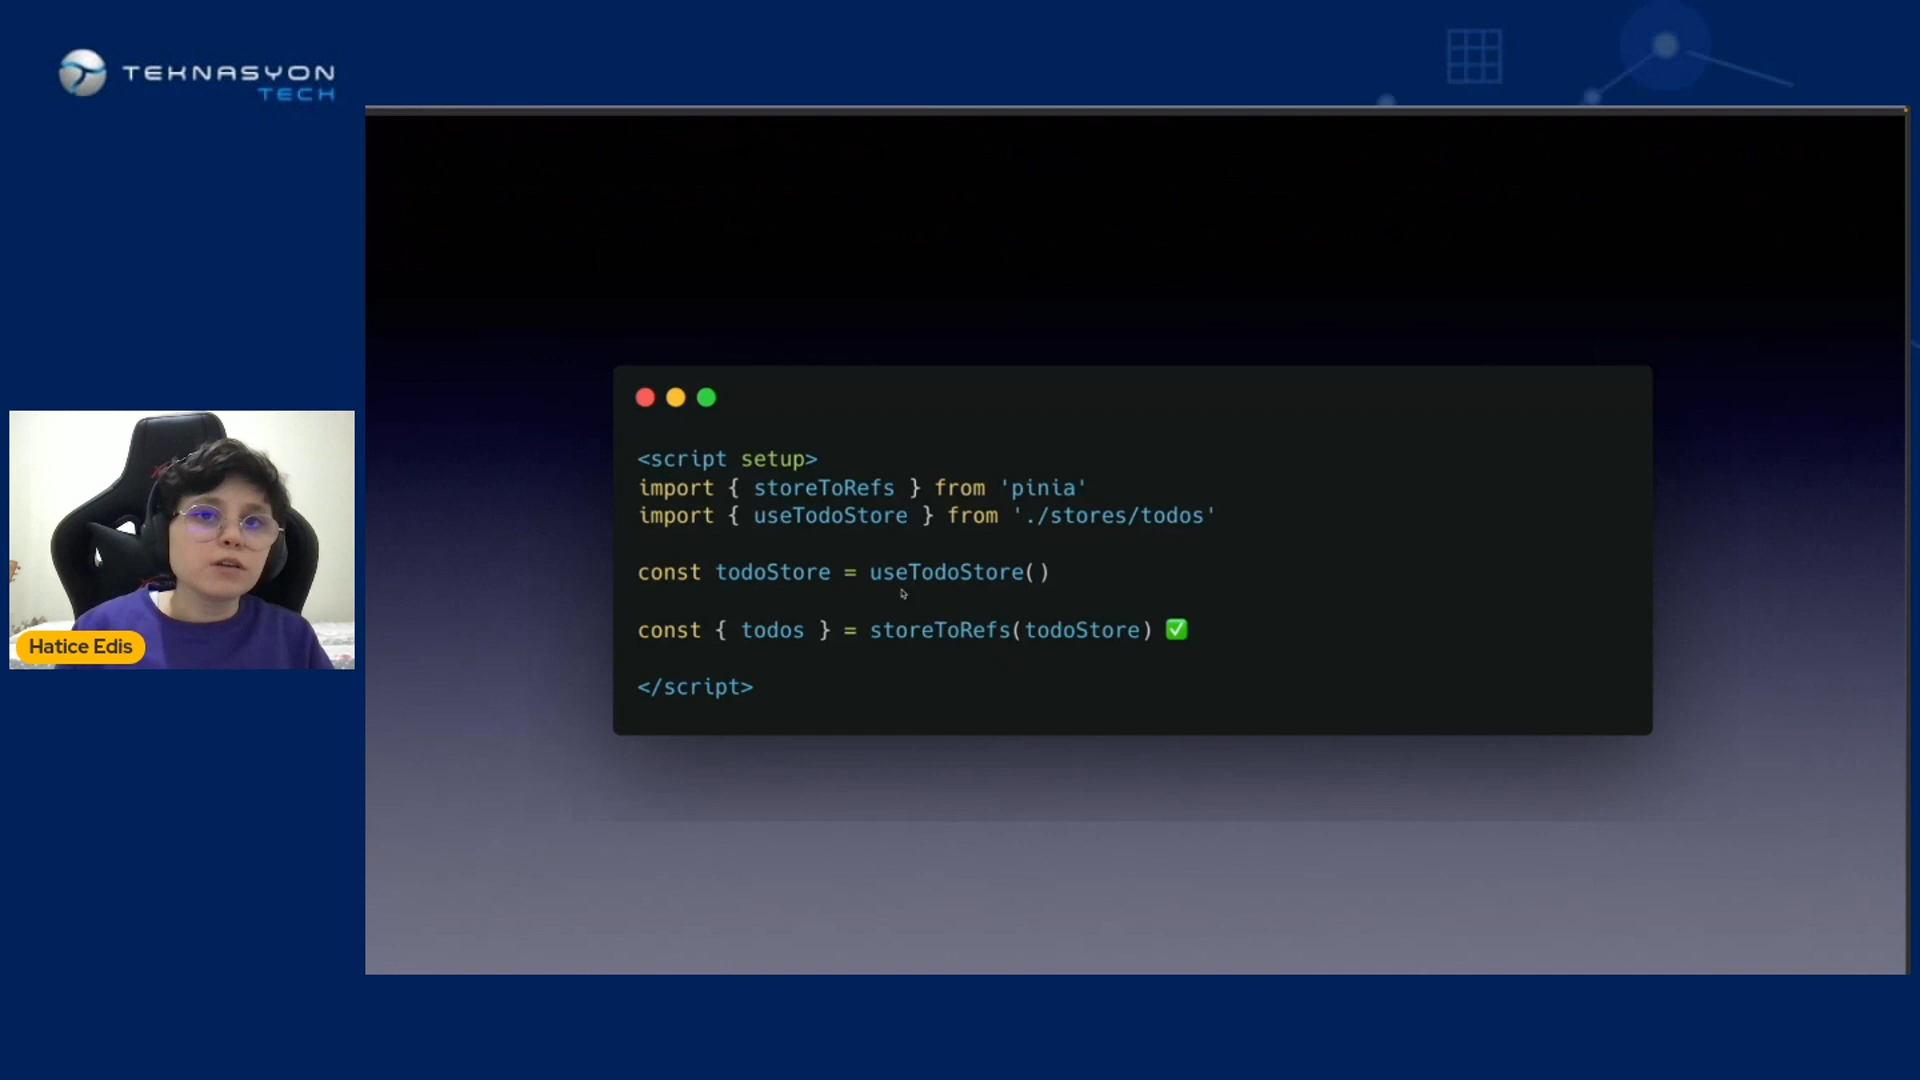 TEKNASYON
TECH
<script setup>
import { storeToRefs } from 'pinia'
import { useTodoStore } from './stores/todos'
const todoStore = useTodoStore()
const { todos } = storeToRefs(todoStore) ✅
</script>
Hatice Edis